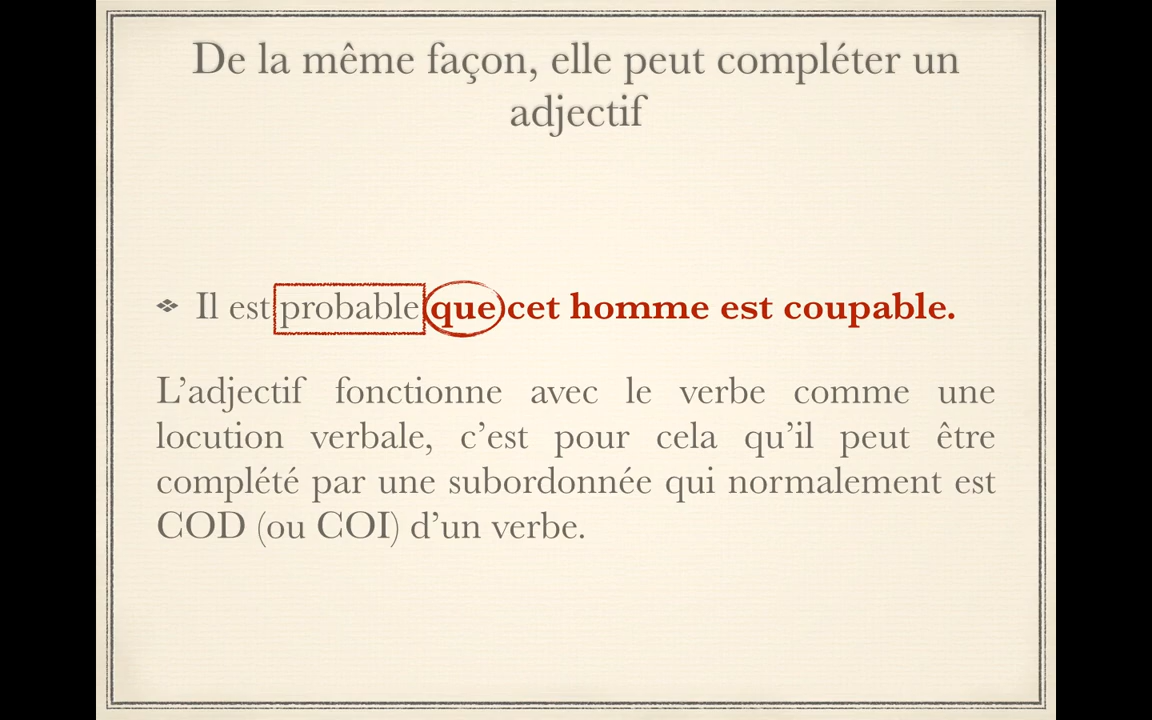 De la même façon, elle peut compléter un
adjectif
❖ Il est probable que cet homme est coupable.
L’adjectif fonctionne avec le verbe comme une
locution verbale, c’est pour cela qu’il peut être
complété par une subordonnée qui normalement est
COD (ou COI) d’un verbe.